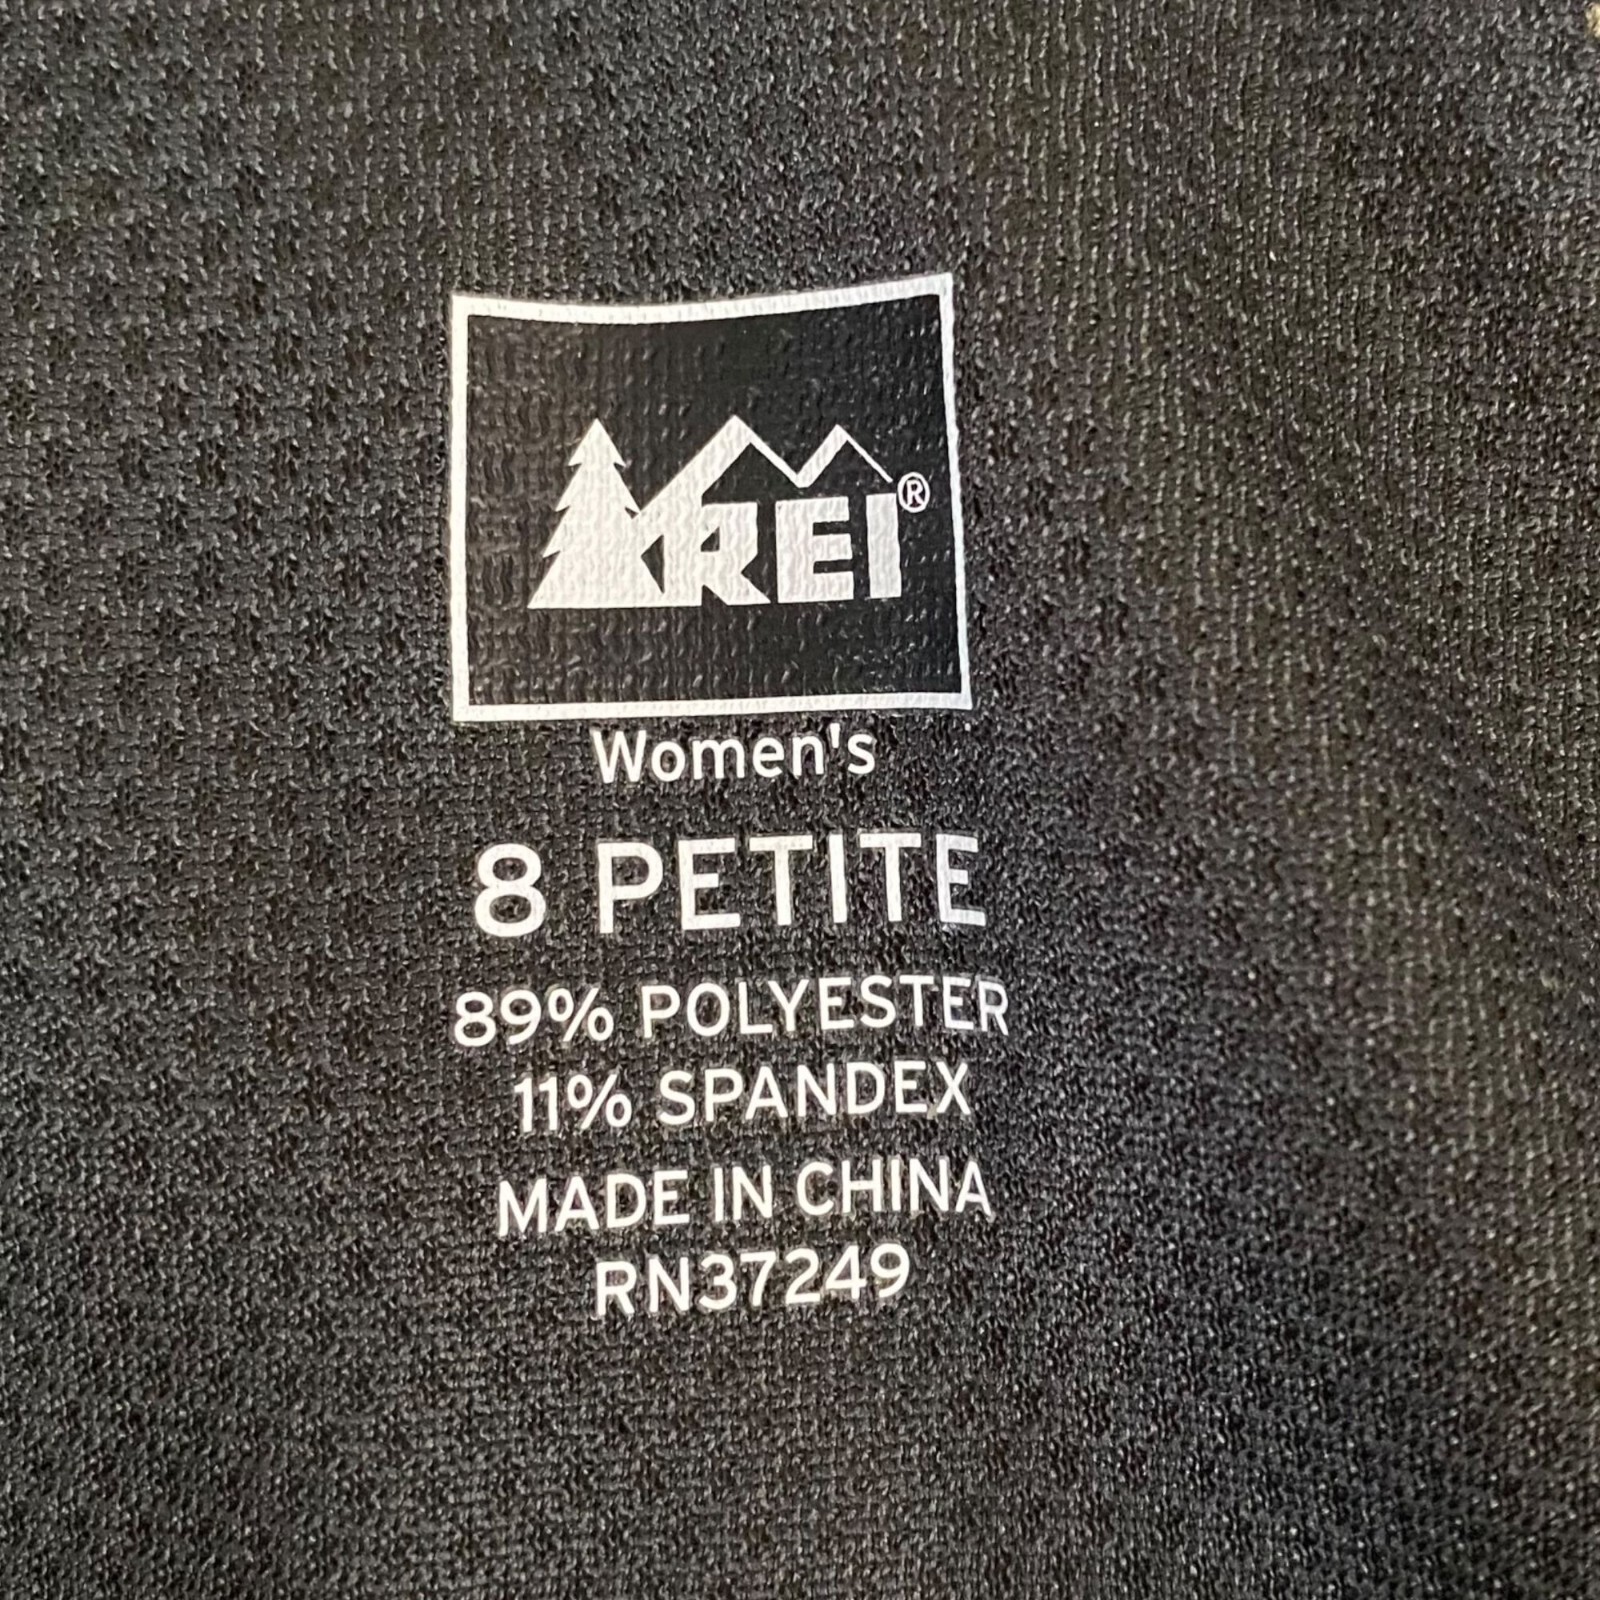 REI®
Women's
8 PETITE
89% POLYESTER
11% SPANDEX
MADE IN CHINA
RN37249